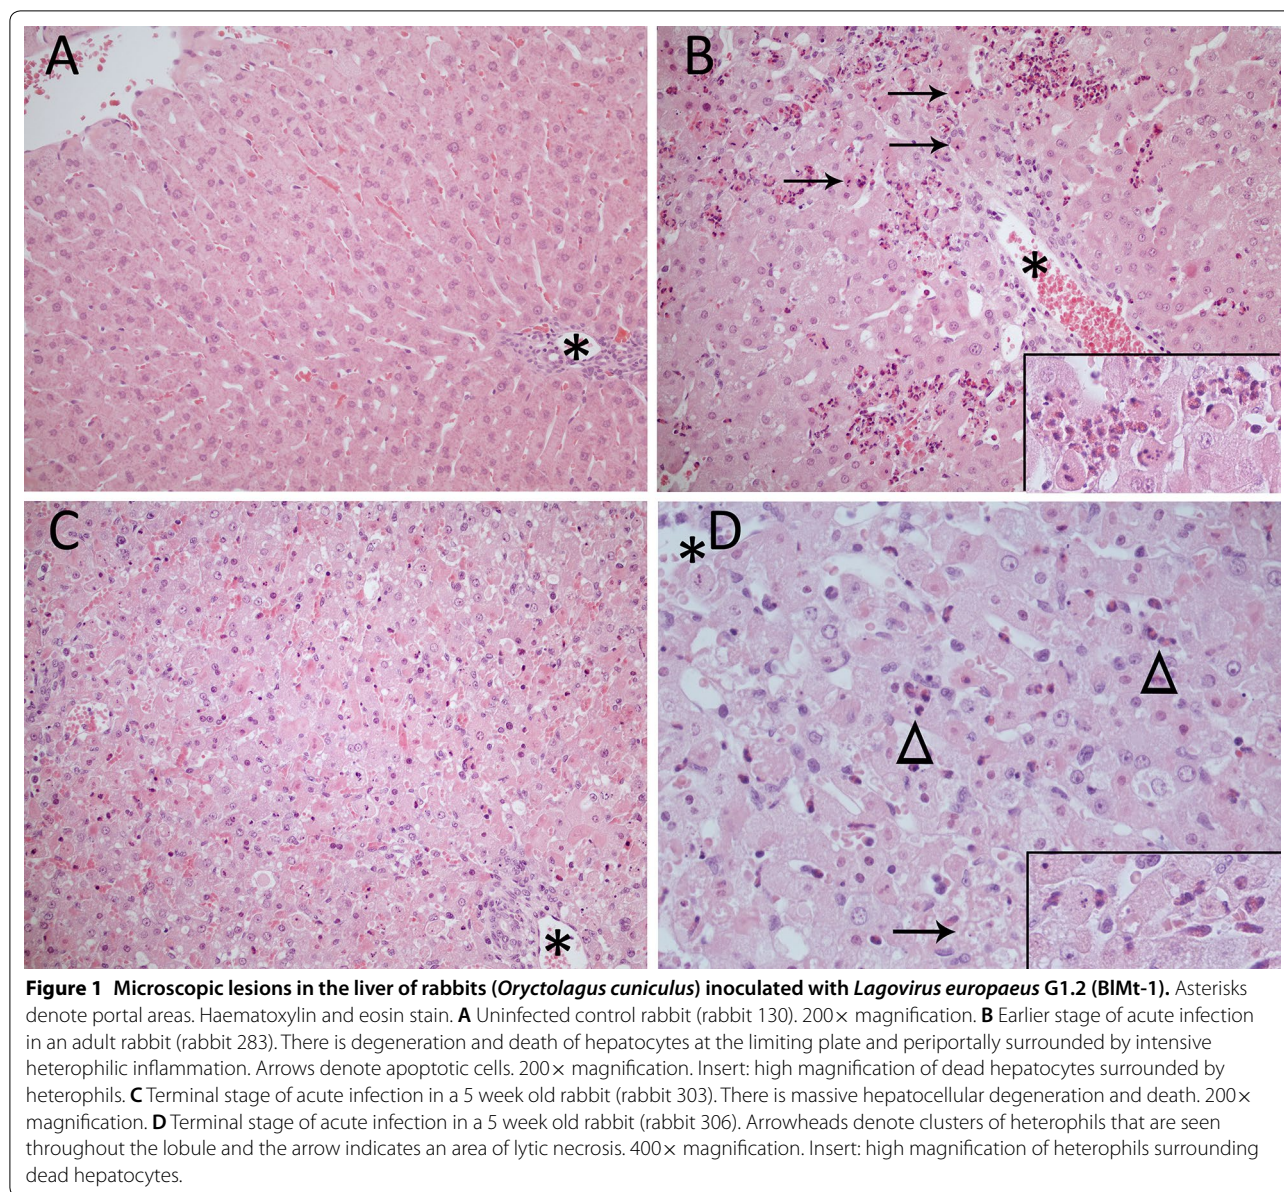 A
B
*
*
C
D
*
*
Figure 1 Microscopic lesions in the liver of rabbits (Oryctolagus cuniculus) inoculated with Lagovirus europaeus G1.2 (BlMt-1). Asterisks
denote portal areas. Haematoxylin and eosin stain. A Uninfected control rabbit (rabbit 130). 200× magnification. B Earlier stage of acute infection
in an adult rabbit (rabbit 283). There is degeneration and death of hepatocytes at the limiting plate and periportally surrounded by intensive
heterophilic inflammation. Arrows denote apoptotic cells. 200× magnification. Insert: high magnification of dead hepatocytes surrounded by
heterophils. C Terminal stage of acute infection in a 5 week old rabbit (rabbit 303). There is massive hepatocellular degeneration and death. 200×
magnification. D Terminal stage of acute infection in a 5 week old rabbit (rabbit 306). Arrowheads denote clusters of heterophils that are seen
throughout the lobule and the arrow indicates an area of lytic necrosis. 400× magnification. Insert: high magnification of heterophils surrounding
dead hepatocytes.